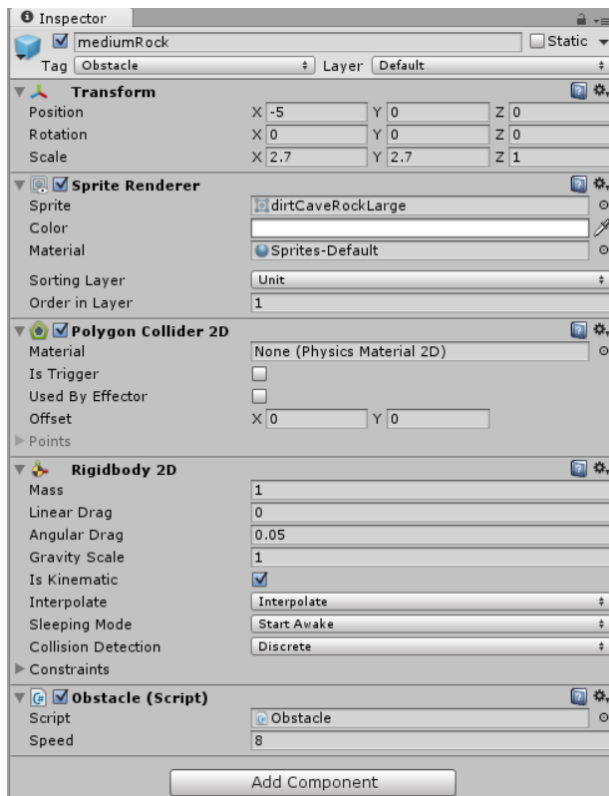 Inspector
mediumRock Static
Tag Obstacle Layer Default
Transform
Position X -5 Y 0 Z 0
Rotation X 0 Y 0 Z 0
Scale X 2.7 Y 2.7 Z 1
Sprite Renderer
Sprite dirtCaveRockLarge
Color
Material Sprites-Default
Sorting Layer Unit
Order in Layer 1
Polygon Collider 2D
Material None (Physics Material 2D)
Is Trigger
Used By Effector
Offset X 0 Y 0
Points
Rigidbody 2D
Mass 1
Linear Drag 0
Angular Drag 0.05
Gravity Scale 1
Is Kinematic
Interpolate Interpolate
Sleeping Mode Start Awake
Collision Detection Discrete
Constraints
Obstacle (Script)
Script Obstacle
Speed 8
Add Component